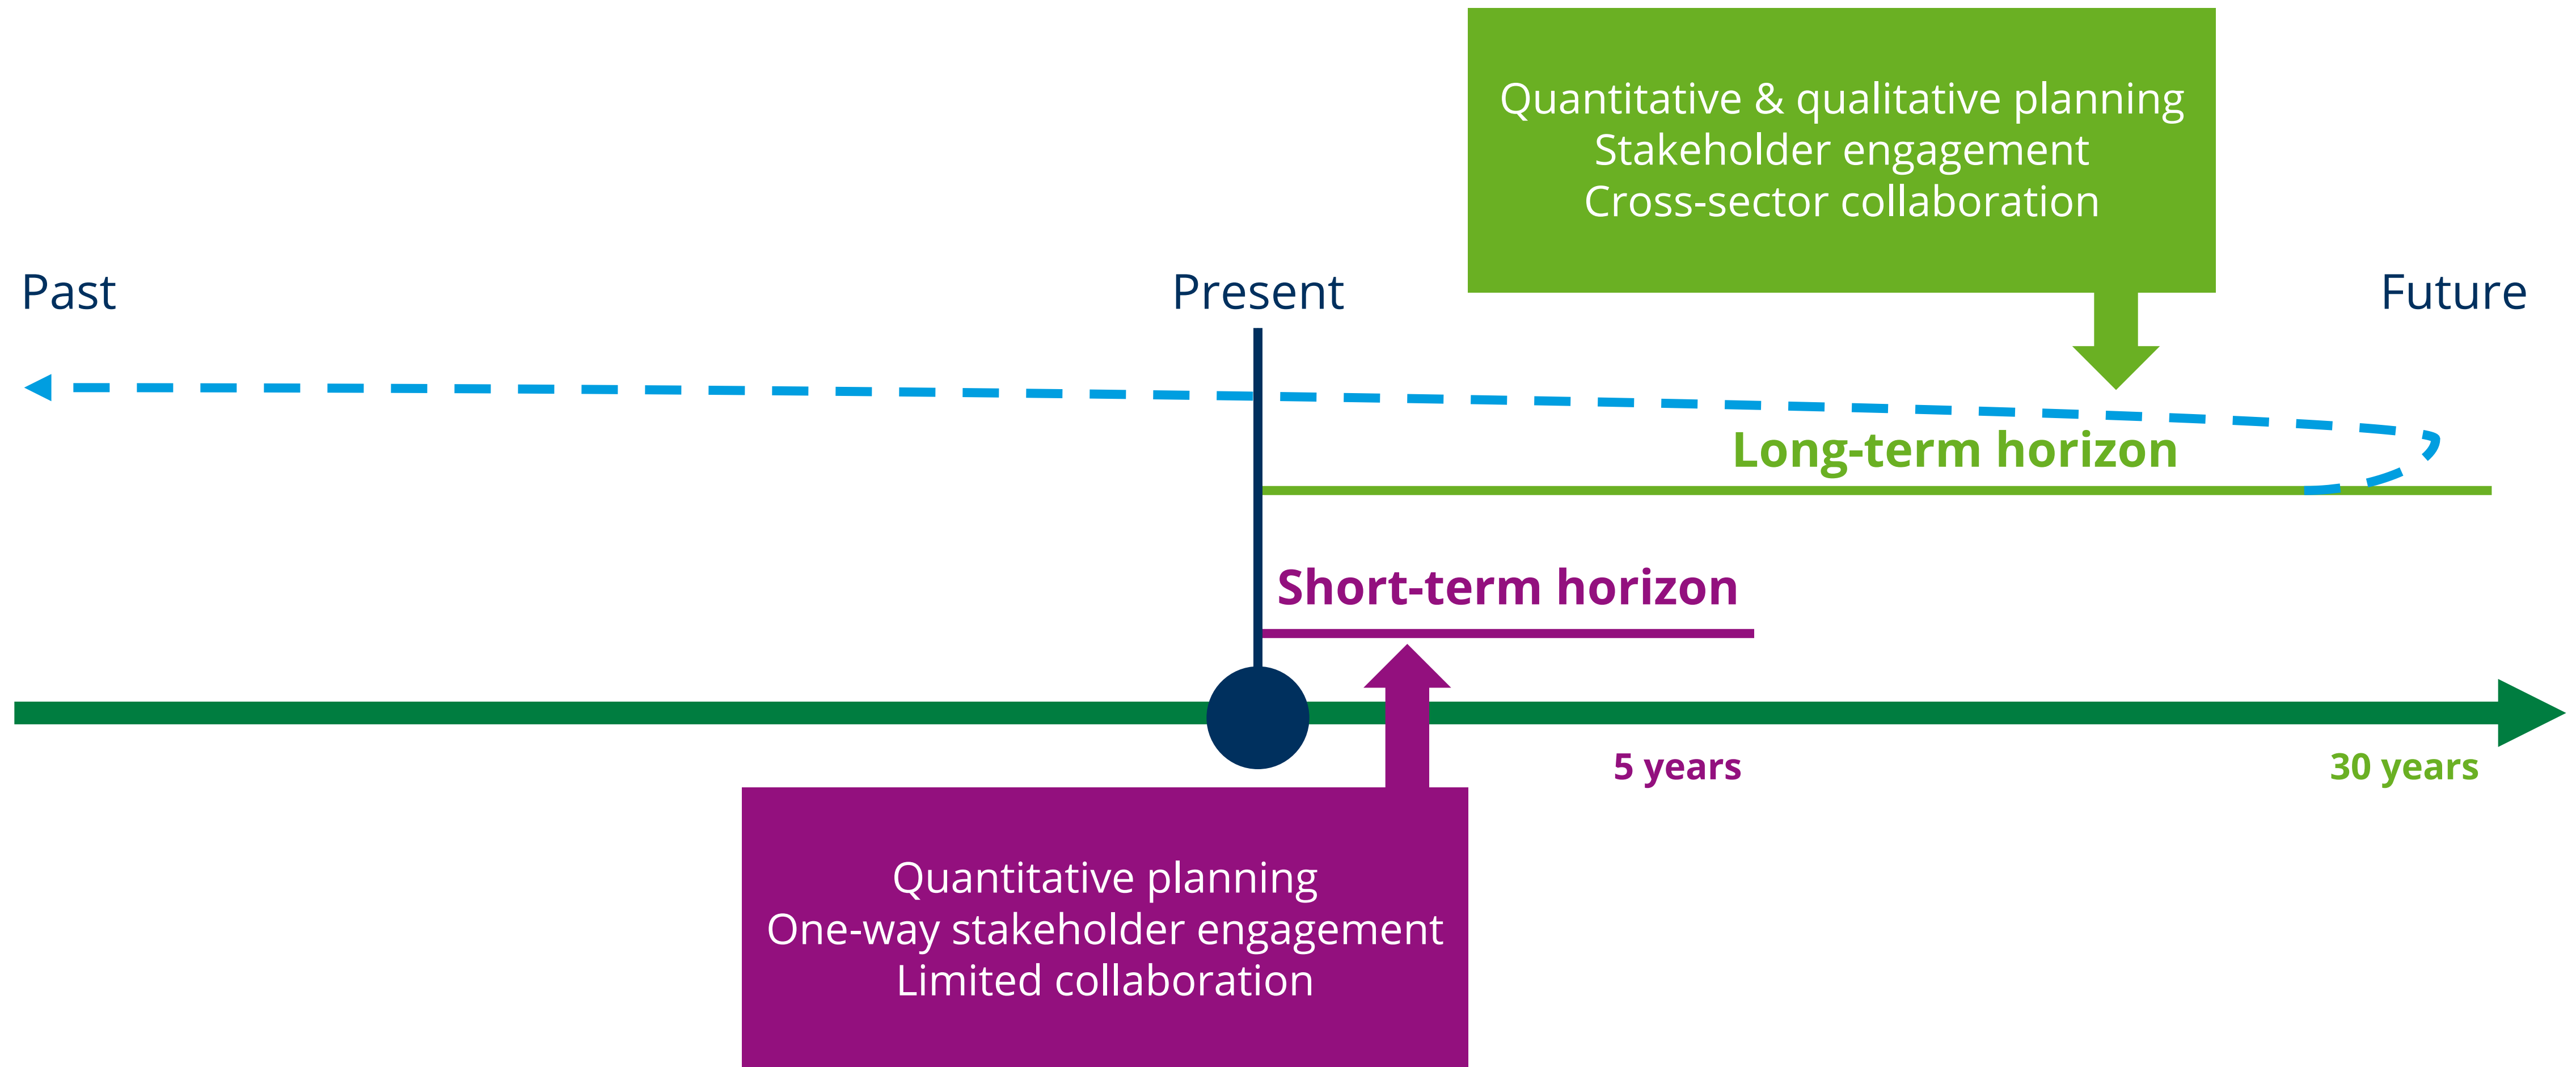 Quantitative & qualitative planning
Stakeholder engagement
Cross-sector collaboration
Past
Present
Future
Long-term horizon
Short-term horizon
5 years
30 years
Quantitative planning
One-way stakeholder engagement
Limited collaboration